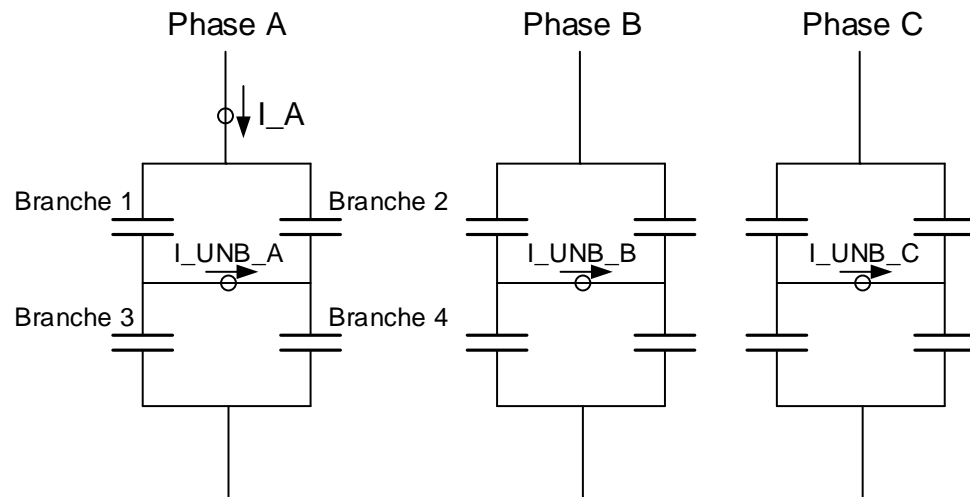 Phase A
Phase B
Phase C
I_A
Branche 1
Branche 2
I_UNB_A
I_UNB_B
I_UNB_C
Branche 3
Branche 4